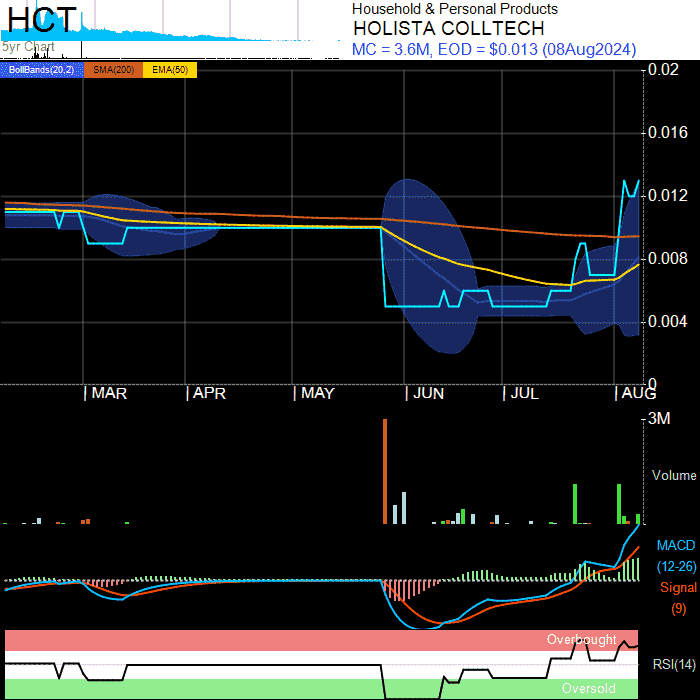 HCT
5yr Chart
Household & Personal Products
HOLISTA COLLTECH
MC = 3.6M, EOD = $0.013 (08Aug2024)
BollBands(20,2) SMA(200) EMA(50)
0.02
0.016
0.012
0.008
0.004
0
MAR APR MAY JUN JUL AUG
3M
Volume
MACD
(12-26)
Signal
(9)
Overbought
RSI(14)
Oversold